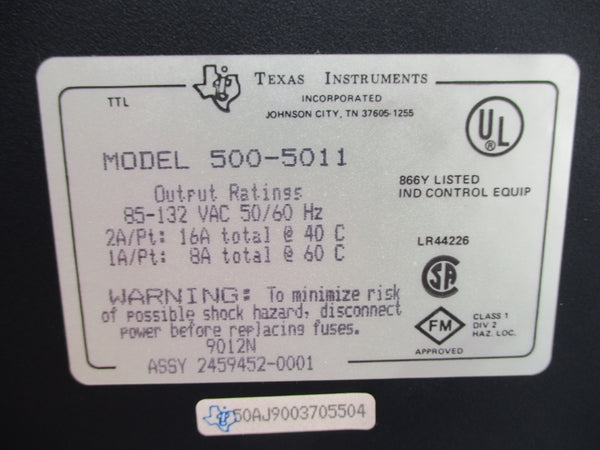 TTL
TEXAS INSTRUMENTS
INCORPORATED
JOHNSON CITY, TN 37605-1255
UL
MODEL 500-5011
866Y LISTED
IND CONTROL EQUIP
Output Ratings
85-132 VAC 50/60 Hz
2A/Pt: 16A total @ 40 C
1A/Pt: 8A total @ 60 C
LR44226
SA
WARNING: To minimize risk
of possible shock hazard, disconnect
power before replacing fuses.
9012N
ASSY 2459452-0001
FM
APPROVED
CLASS 1
DIV 2
HAZ. LOC.
50AJ9003705504